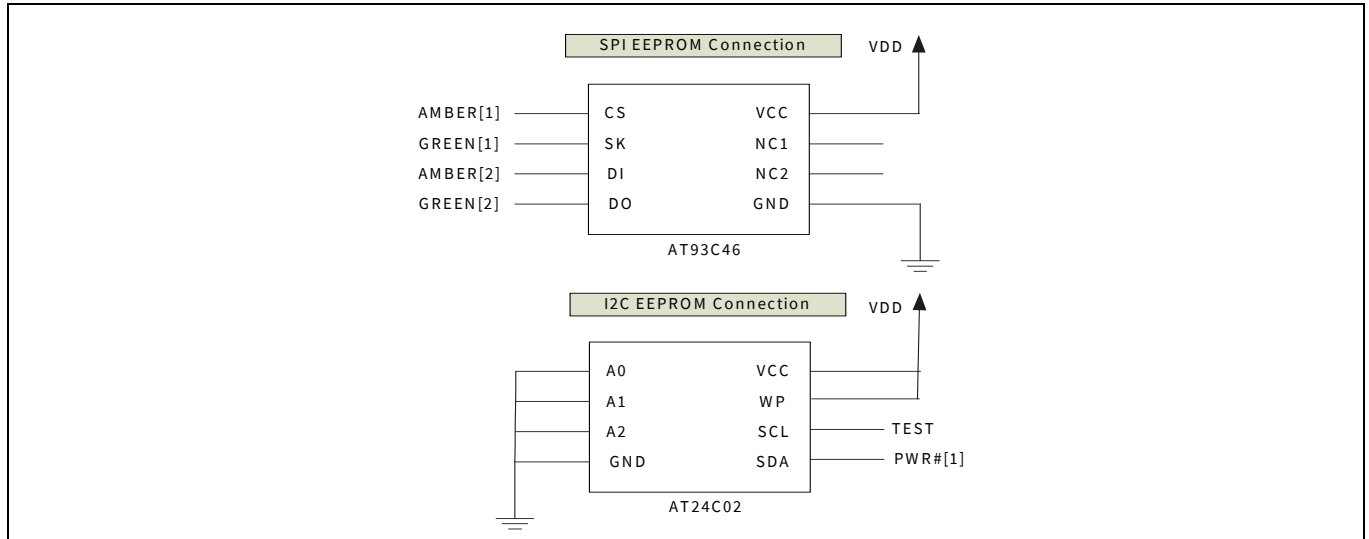 SPI EEPROM Connection
VDD
AMBER[1]
CS
VCC
GREEN[1]
SK
NC1
AMBER[2]
DI
NC2
GREEN[2]
DO
GND
AT93C46
I2C EEPROM Connection
VDD
A0
VCC
A1
WP
A2
SCL
TEST
GND
SDA
PWR#[1]
AT24C02